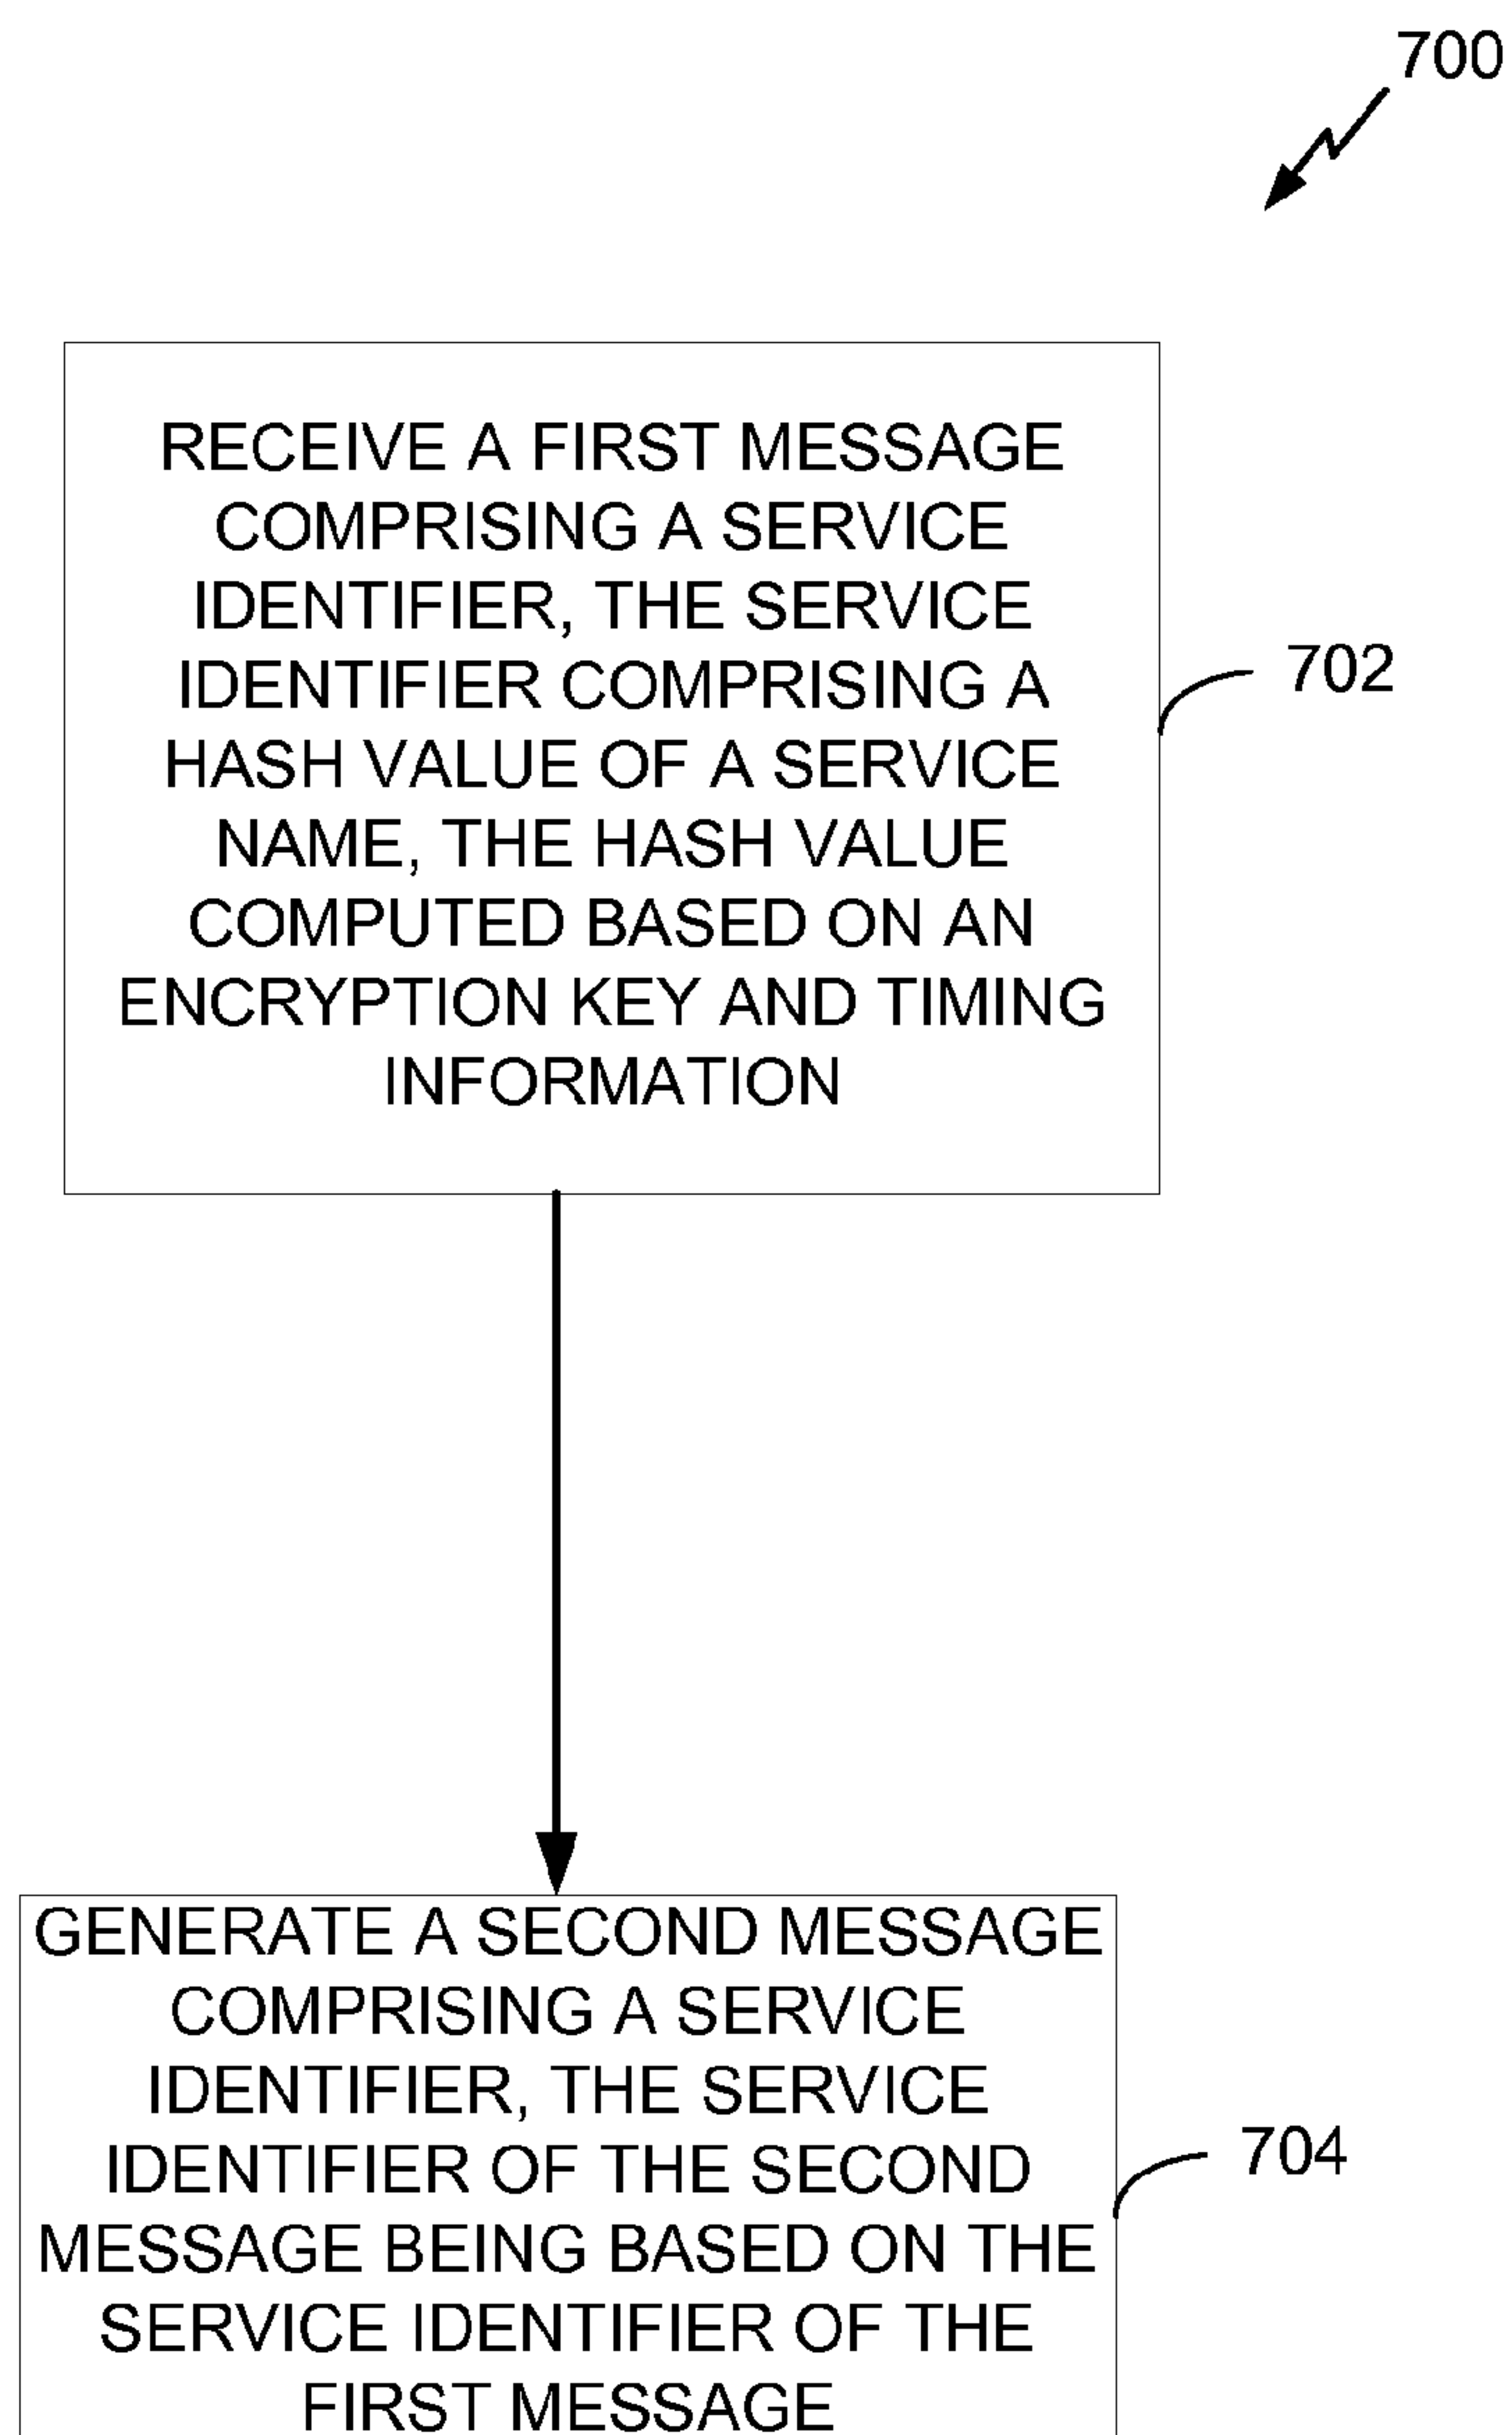 700
RECEIVE A FIRST MESSAGE
COMPRISING A SERVICE
IDENTIFIER, THE SERVICE
IDENTIFIER COMPRISING A
HASH VALUE OF A SERVICE
NAME, THE HASH VALUE
COMPUTED BASED ON AN
ENCRYPTION KEY AND TIMING
INFORMATION
702
GENERATE A SECOND MESSAGE
COMPRISING A SERVICE
IDENTIFIER, THE SERVICE
IDENTIFIER OF THE SECOND
MESSAGE BEING BASED ON THE
SERVICE IDENTIFIER OF THE
FIRST MESSAGE
704